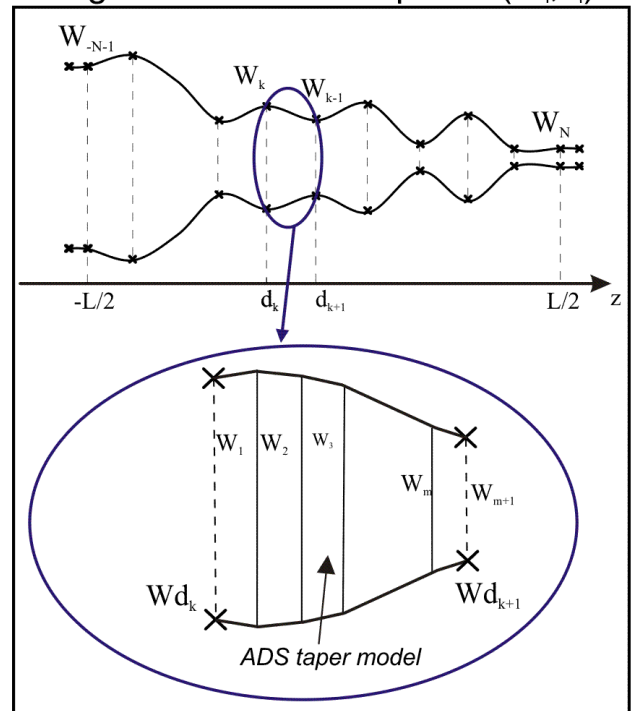 W-N-1
Wk
Wk-1
WN
-L/2
dk
dk+1
L/2
z
W1
W2
W3
Wm
Wm+1
Wdk
Wdk+1
ADS taper model